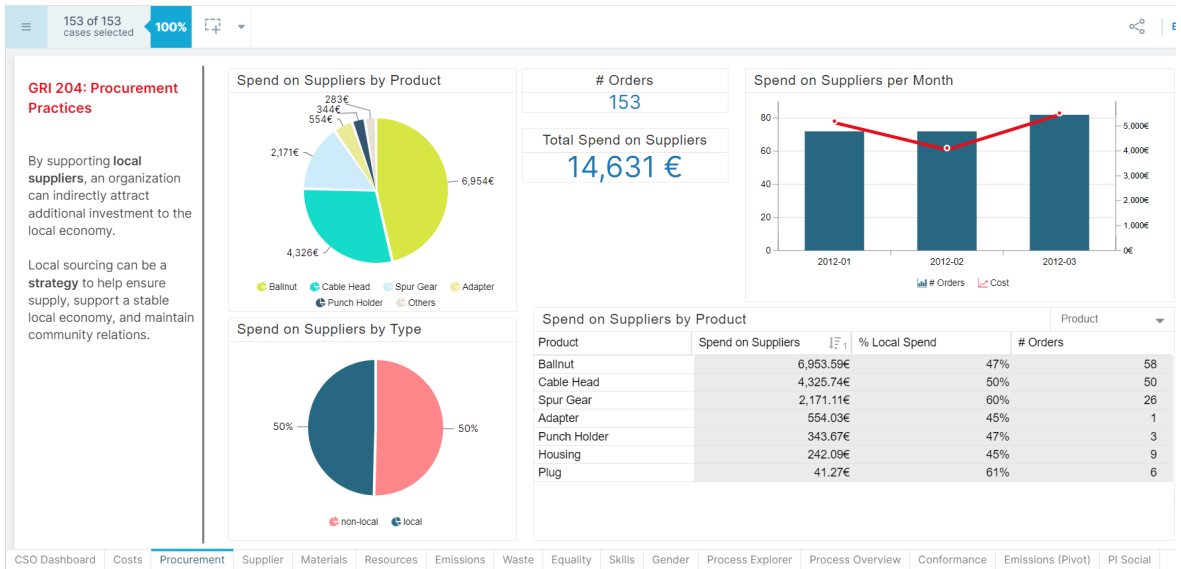 153 of 153
cases selected
100%
GRI 204: Procurement
Practices
By supporting local
suppliers, an organization
can indirectly attract
additional investment to the
local economy.
Local sourcing can be a
strategy to help ensure
supply, support a stable
local economy, and maintain
community relations.
Spend on Suppliers by Product
283€
344€
554€
2,171€
6,954€
4,326€
Ballnut Cable Head Spur Gear Adapter
Punch Holder Others
# Orders
153
Total Spend on Suppliers
14,631 €
Spend on Suppliers per Month
80
60
40
20
0
5,000€
4,000€
3,000€
2,000€
1,000€
0€
2012-01 2012-02 2012-03
# Orders Cost
Spend on Suppliers by Type
50%
50%
non-local local
Spend on Suppliers by Product Product
Product Spend on Suppliers 1 % Local Spend # Orders
Ballnut 6,953.59€ 47% 58
Cable Head 4,325.74€ 50% 50
Spur Gear 2,171.11€ 60% 26
Adapter 554.03€ 45% 1
Punch Holder 343.67€ 47% 3
Housing 242.09€ 45% 9
Plug 41.27€ 61% 6
CSO Dashboard Costs Procurement Supplier Materials Resources Emissions Waste Equality Skills Gender Process Explorer Process Overview Conformance Emissions (Pivot) PI Social